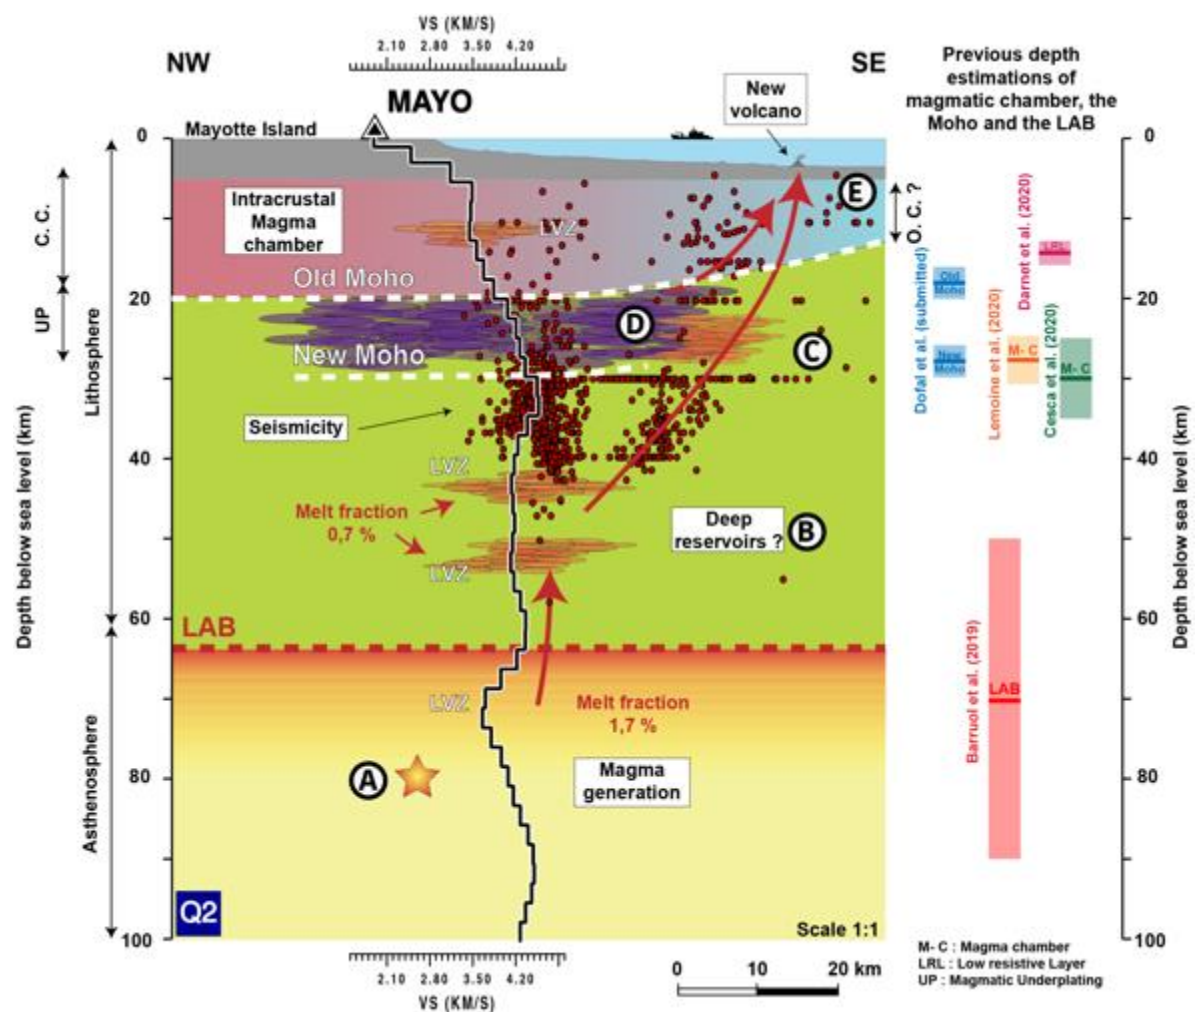 VS (KM/S)
2.10 2.80 3.50 4.20
NW
SE
MAYO
New
volcano
Previous depth
estimations of
magmatic chamber, the
Moho and the LAB
Mayotte Island
0
0
C. C.
Intracrustal
Magma
chamber
LVZ
E
O. C. ?
Old Moho
20
20
UP
Lithosphere
D
New Moho
C
Dofal et al. (submitted)
Old
Moho
New
Moho
Lemoine et al. (2020)
M- C
Darnet et al. (2020)
LRL
Cesca et al. (2020)
M- C
Seismicity
Depth below sea level (km)
Depth below sea level (km)
40
40
LVZ
Melt fraction
0,7 %
Deep
reservoirs ?
B
LVZ
60
60
LAB
LVZ
Melt fraction
1,7 %
Barruol et al. (2019)
LAB
Asthenosphere
80
80
A
Magma
generation
Q2
Scale 1:1
100
100
2.10 2.80 3.50 4.20
VS (KM/S)
0 10 20 km
M- C : Magma chamber
LRL : Low resistive Layer
UP : Magmatic Underplating